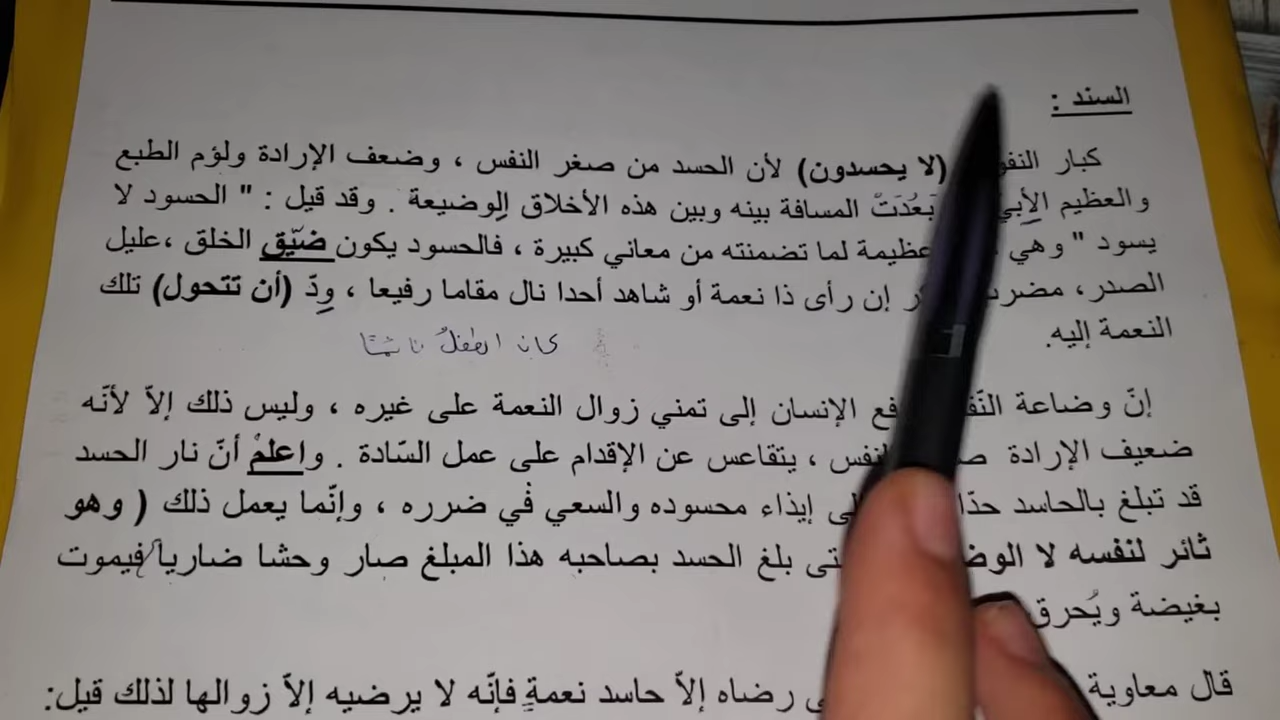 السند :
كبار (لا يحسدون) لأن الحسد من صغر النفس ، وضعف الإرادة ولؤم الطبع
والعظيم بَعُدَتْ المسافة بينه وبين هذه الأخلاق الوضيعة . وقد قيل : " الحسود لا
يسود " وهي عظيمة لما تضمنته من معاني كبيرة ، فالحسود يكون ضيّق الخلق ،عليل
الصدر، إن رأى ذا نعمة أو شاهد أحدا نال مقاما رفيعا ، ودّ (أن تتحول) تلك
النعمة إليه.
كان الطفلُ نائمًا
إنّ وضاعة الإنسان إلى تمني زوال النعمة على غيره ، وليس ذلك إلاّ لأنّه
ضعيف الإرادة النفس ، يتقاعس عن الإقدام على عمل السّادة . واعلمْ أنّ نار الحسد
قد تبلغ بالحاسد إيذاء محسوده والسعي في ضرره ، وإنّما يعمل ذلك ( وهو
ثائر لنفسه لا بلغ الحسد بصاحبه هذا المبلغ صار وحشا ضاريا/فيموت
بغيضة ويُحرق
قال معاوية رضاه إلاّ حاسد نعمةٍ فإنّه لا يرضيه إلاّ زوالها لذلك قيل: